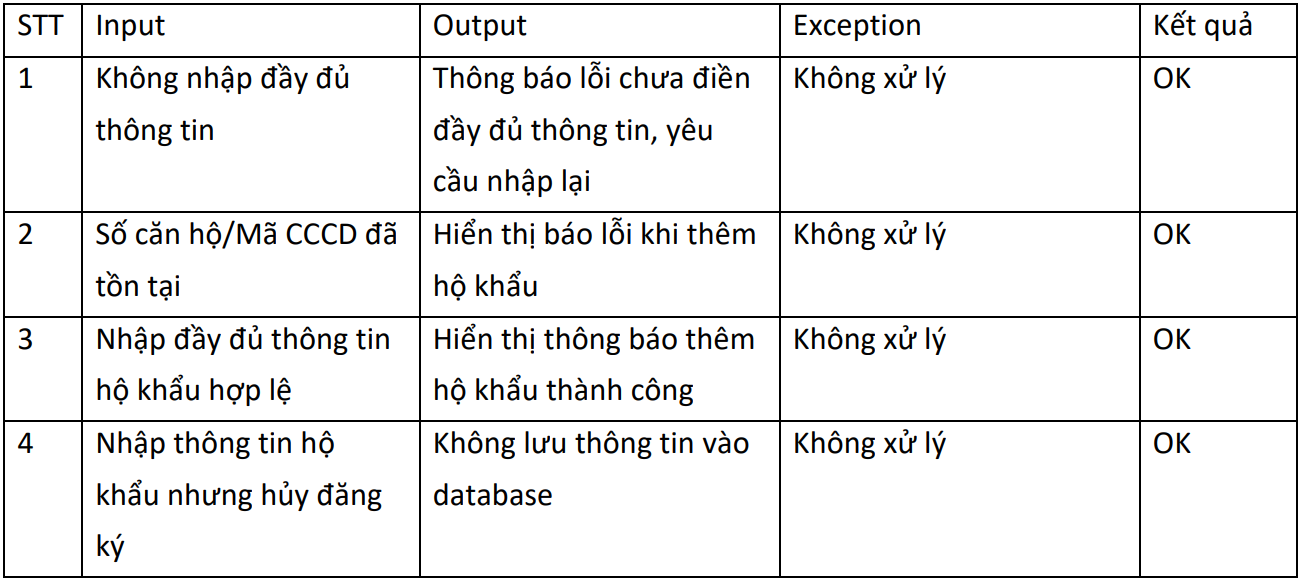 STT Input Output Exception Kết quả
1 Không nhập đầy đủ Thông báo lỗi chưa điền Không xử lý OK
thông tin đầy đủ thông tin, yêu
cầu nhập lại
2 Số căn hộ/Mã CCCD đã Hiển thị báo lỗi khi thêm Không xử lý OK
tồn tại hộ khẩu
3 Nhập đầy đủ thông tin Hiển thị thông báo thêm Không xử lý OK
hộ khẩu hợp lệ hộ khẩu thành công
4 Nhập thông tin hộ Không lưu thông tin vào Không xử lý OK
khẩu nhưng hủy đăng database
ký